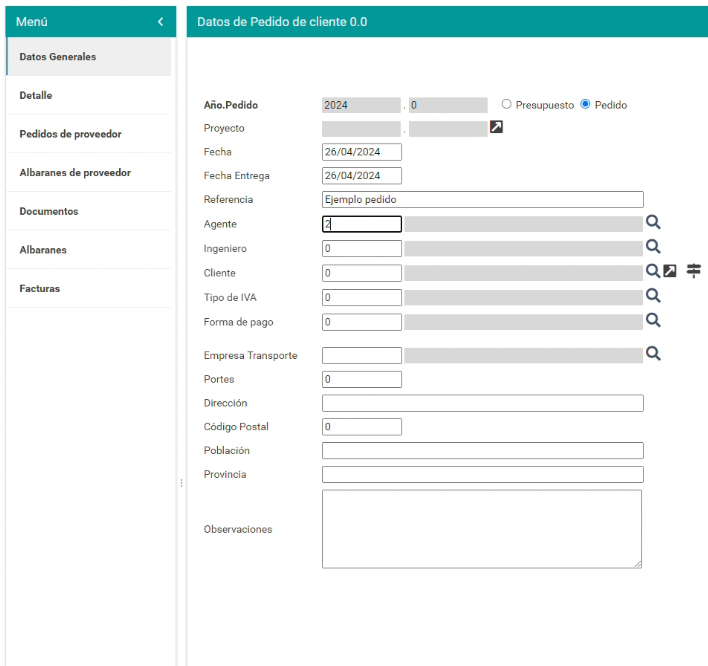 Menú
Datos Generales
Detalle
Pedidos de proveedor
Albaranes de proveedor
Documentos
Albaranes
Facturas
Datos de Pedido de cliente 0.0
Año.Pedido 2024 . 0 Presupuesto Pedido
Proyecto .
Fecha 26/04/2024
Fecha Entrega 26/04/2024
Referencia Ejemplo pedido
Agente 2
Ingeniero 0
Cliente 0
Tipo de IVA 0
Forma de pago 0
Empresa Transporte
Portes 0
Dirección
Código Postal 0
Población
Provincia
Observaciones